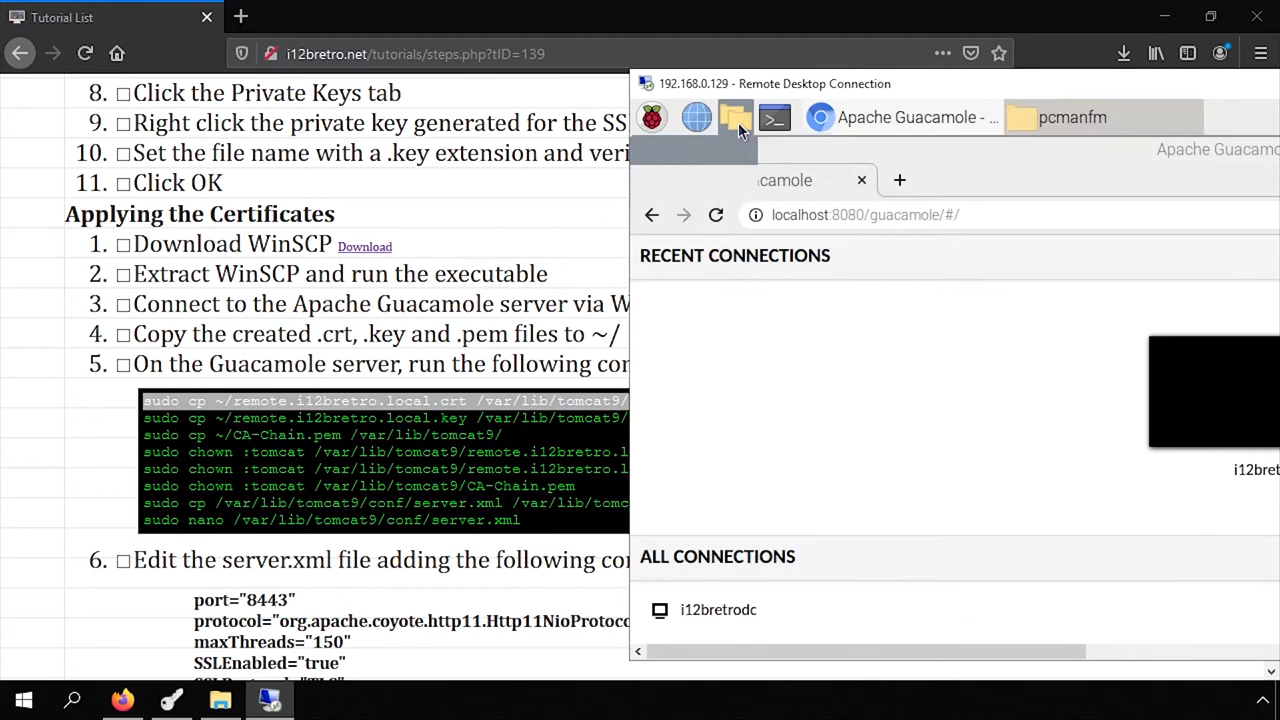 Tutorial List
i12bretro.net/tutorials/steps.php?tID=139
8. Click the Private Keys tab
9. Right click the private key generated for the SS
10. Set the file name with a .key extension and veri
11. Click OK
Applying the Certificates
1. Download WinSCP Download
2. Extract WinSCP and run the executable
3. Connect to the Apache Guacamole server via W
4. Copy the created .crt, .key and .pem files to ~/
5. On the Guacamole server, run the following co
sudo cp ~/remote.i12bretro.local.crt /var/lib/tomcat9/
sudo cp ~/remote.i12bretro.local.key /var/lib/tomcat9/
sudo cp ~/CA-Chain.pem /var/lib/tomcat9/
sudo chown :tomcat /var/lib/tomcat9/remote.i12bretro.l
sudo chown :tomcat /var/lib/tomcat9/remote.i12bretro.l
sudo chown :tomcat /var/lib/tomcat9/CA-Chain.pem
sudo cp /var/lib/tomcat9/conf/server.xml /var/lib/tomc
sudo nano /var/lib/tomcat9/conf/server.xml
6. Edit the server.xml file adding the following co
port="8443"
protocol="org.apache.coyote.http11.Http11NioProtoco
maxThreads="150"
SSLEnabled="true"
192.168.0.129 - Remote Desktop Connection
Apache Guacamole - ...
pcmanfm
Apache Guacamo
camole
localhost:8080/guacamole/#/
RECENT CONNECTIONS
i12bret
ALL CONNECTIONS
i12bretrodc